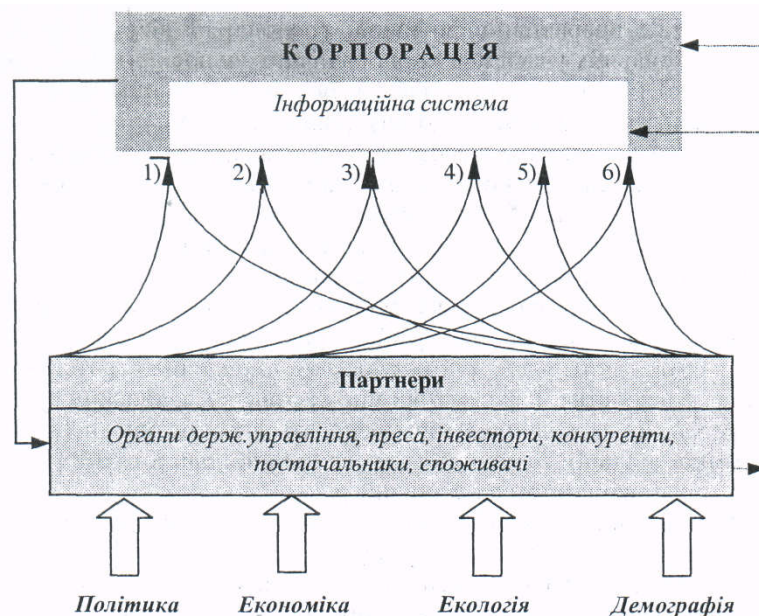 КОРПОРАЦІЯ
Інформаційна система
1) 2) 3) 4) 5) 6)
Партнери
Органи держ.управління, преса, інвестори, конкуренти,
постачальники, споживачі
Політика Економіка Екологія Демографія